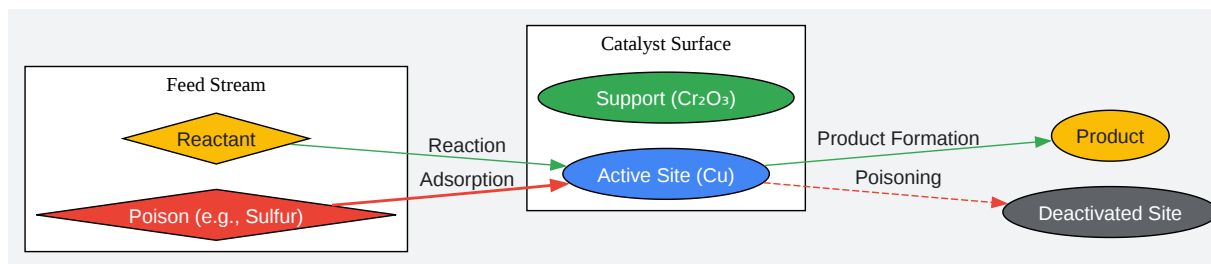 Feed Stream
Reactant
Poison (e.g., Sulfur)
Reaction
Adsorption
Catalyst Surface
Support (Cr₂O₃)
Active Site (Cu)
Product Formation
Poisoning
Product
Deactivated Site